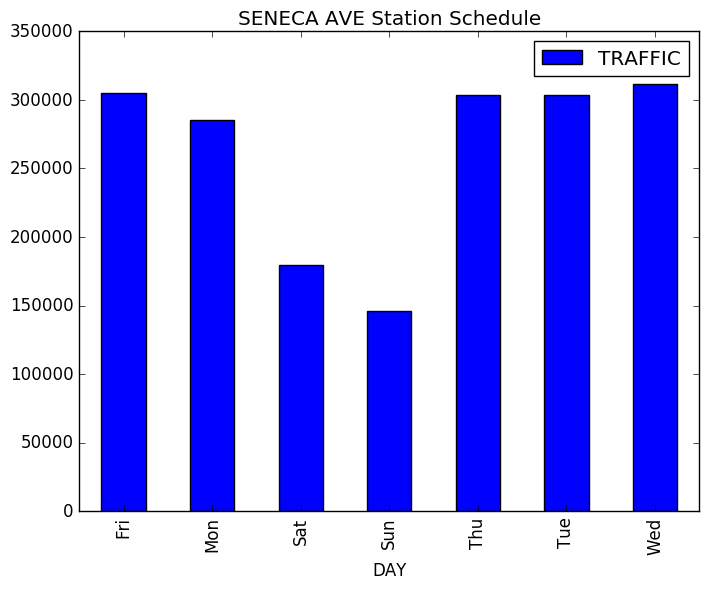 SENECA AVE Station Schedule
350000
300000
250000
200000
150000
100000
50000
0
TRAFFIC
Fri
Mon
Sat
Sun
Thu
Tue
Wed
DAY